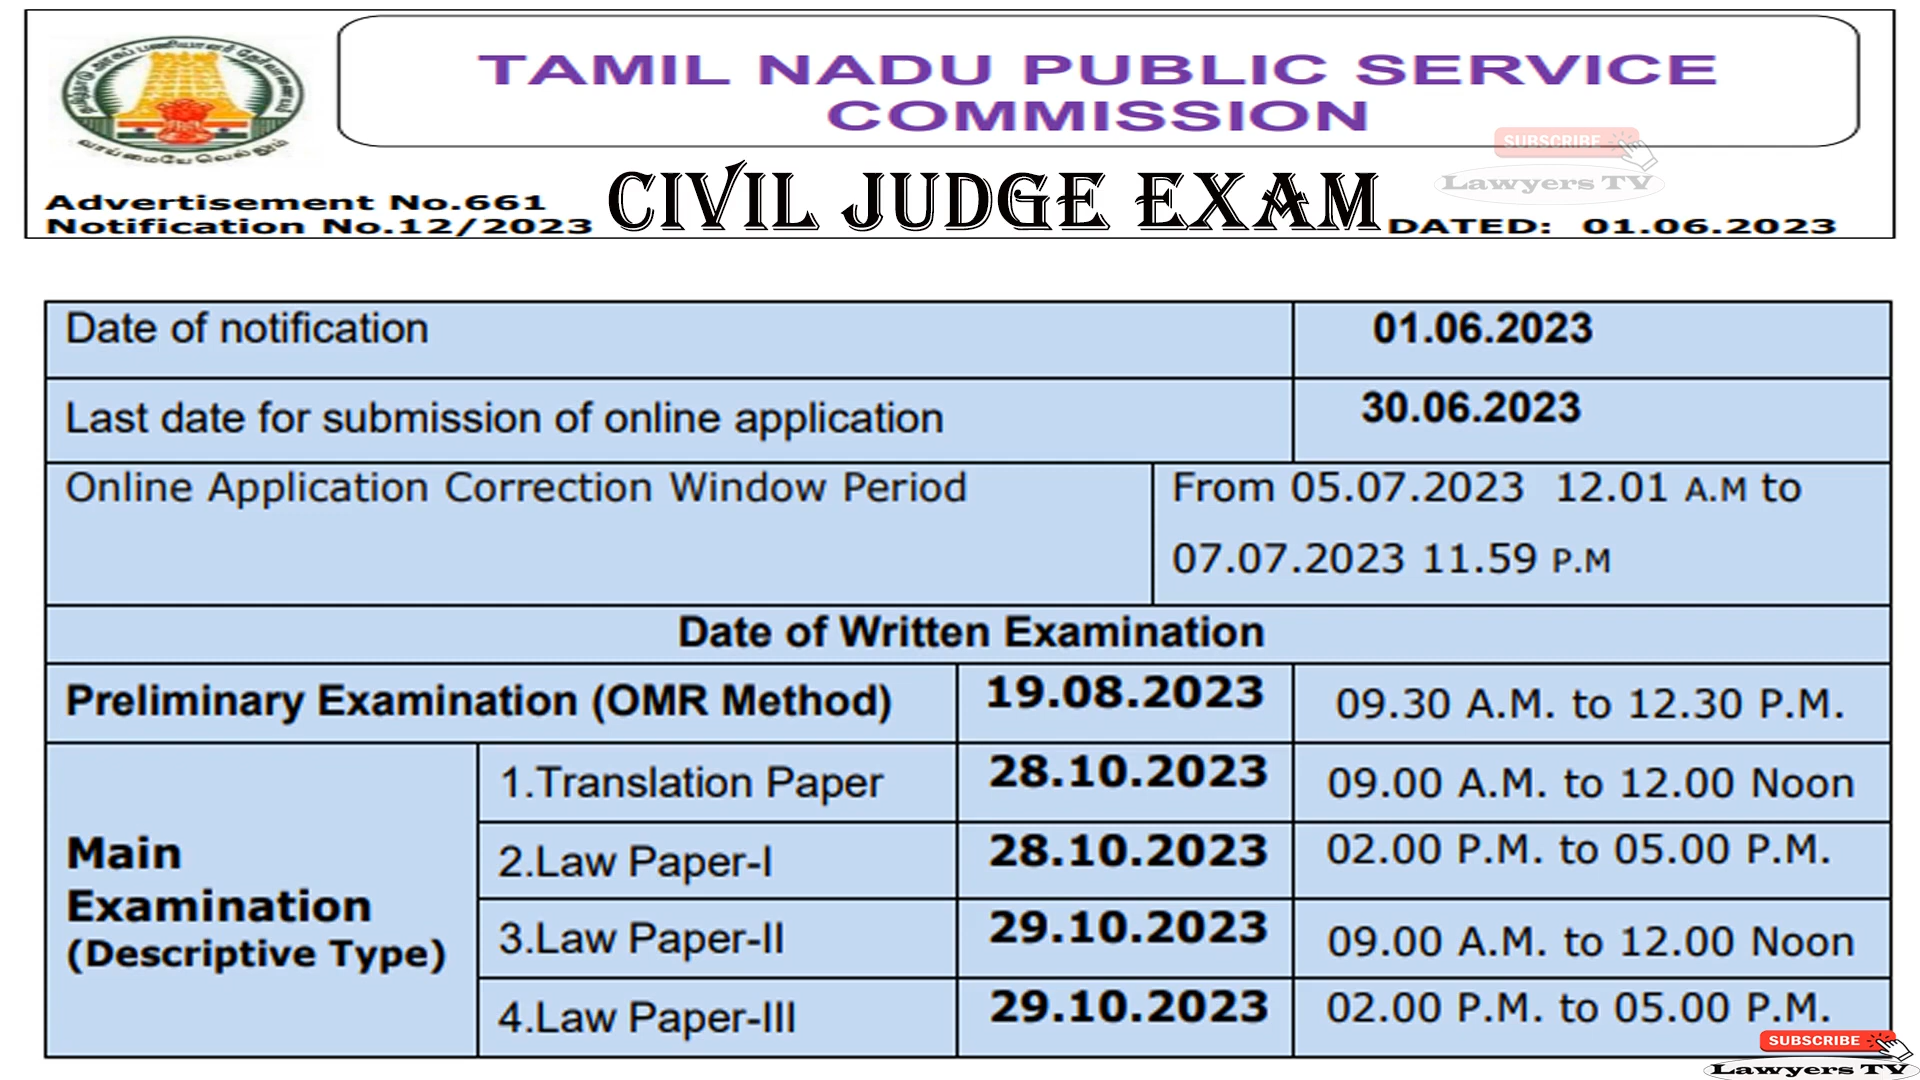 TAMIL NADU PUBLIC SERVICE
COMMISSION
தமிழ்நாடு அரசுப் பணியாளர் தேர்வாணையம்
வாய்மையே வெல்லும்
SUBSCRIBE
Lawyers TV
Advertisement No.661
Notification No.12/2023
CIVIL JUDGE EXAM
DATED: 01.06.2023
Date of notification 01.06.2023
Last date for submission of online application 30.06.2023
Online Application Correction Window Period From 05.07.2023 12.01 A.M to
07.07.2023 11.59 P.M
Date of Written Examination
Preliminary Examination (OMR Method) 19.08.2023 09.30 A.M. to 12.30 P.M.
Main
Examination
(Descriptive Type)
1.Translation Paper 28.10.2023 09.00 A.M. to 12.00 Noon
2.Law Paper-I 28.10.2023 02.00 P.M. to 05.00 P.M.
3.Law Paper-II 29.10.2023 09.00 A.M. to 12.00 Noon
4.Law Paper-III 29.10.2023 02.00 P.M. to 05.00 P.M.
SUBSCRIBE
Lawyers TV